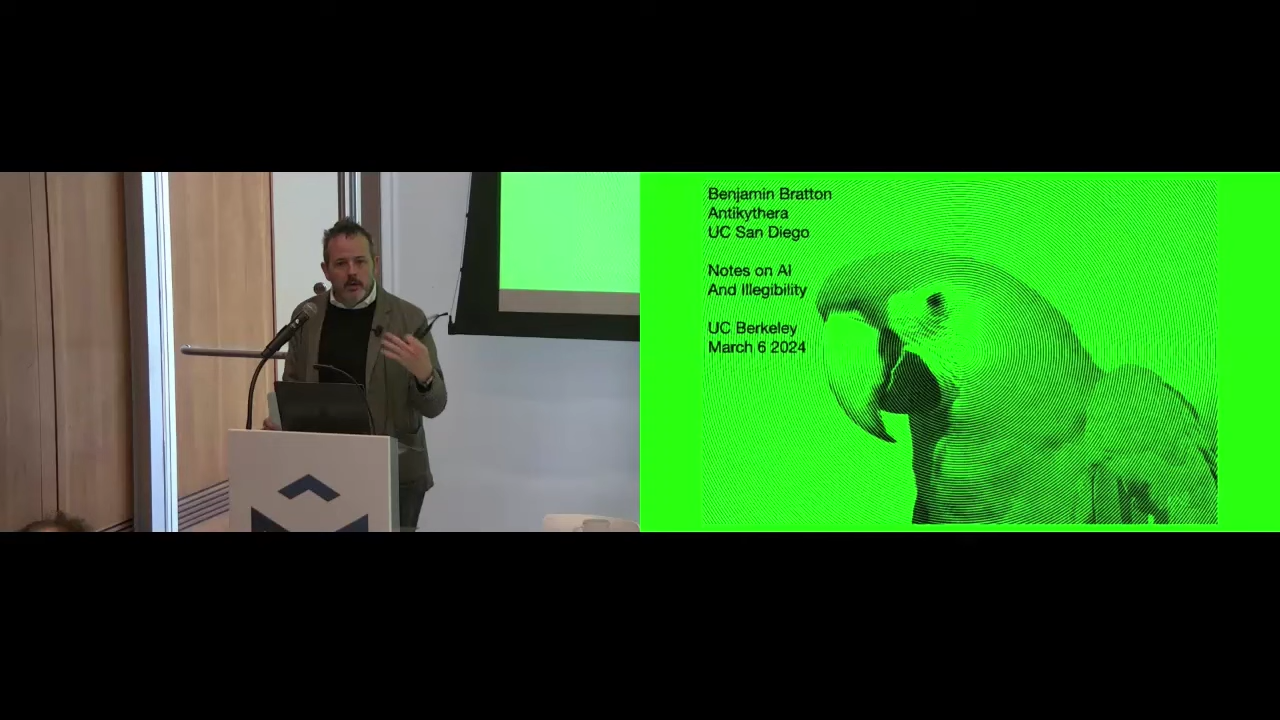 Benjamin Bratton
Antikythera
UC San Diego
Notes on AI
And Illegibility
UC Berkeley
March 6 2024